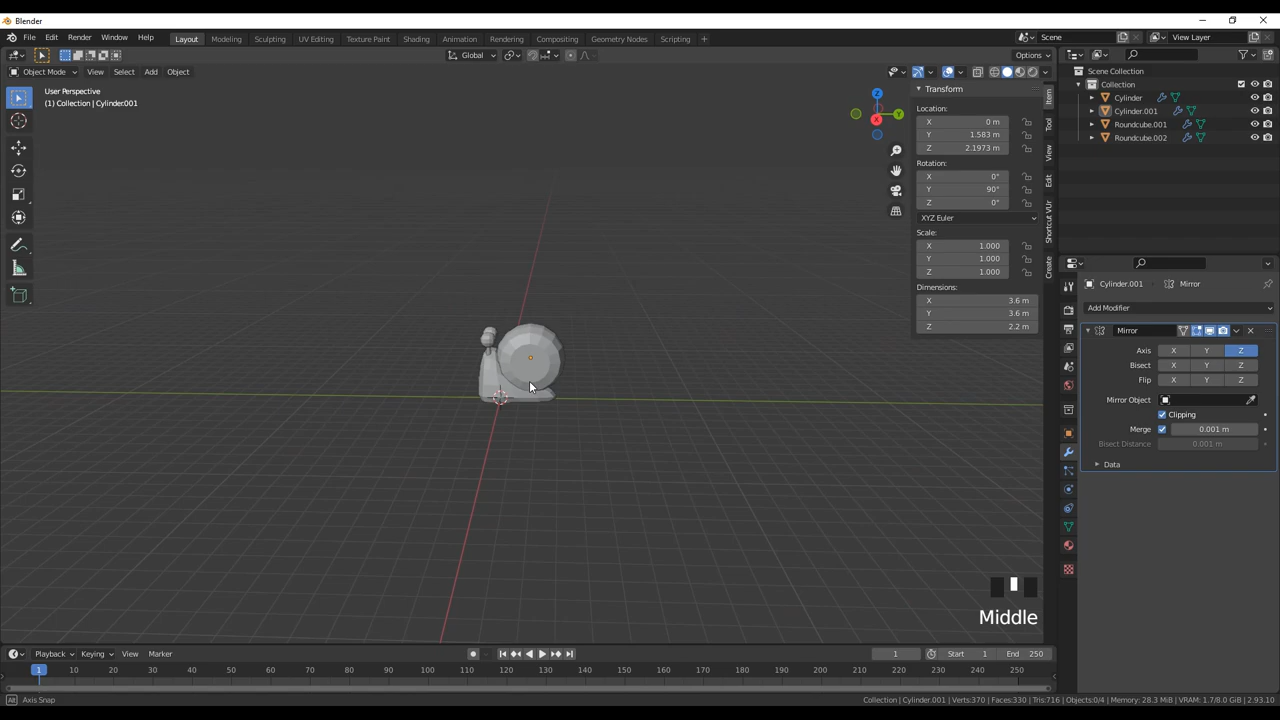 Blender
File Edit Render Window Help Layout Modeling Sculpting UV Editing Texture Paint Shading Animation Rendering Compositing Geometry Nodes Scripting + Scene View Layer
Global Options
Object Mode View Select Add Object
User Perspective
(1) Collection | Cylinder.001
Z
Y
X
Transform
Location:
X 0 m
Y 1.583 m
Z 2.1973 m
Rotation:
X 0°
Y 90°
Z 0°
XYZ Euler
Scale:
X 1.000
Y 1.000
Z 1.000
Dimensions:
X 3.6 m
Y 3.6 m
Z 2.2 m
Item
Tool
View
Edit
Shortcut VUr
Create
Scene Collection
Collection
Cylinder
Cylinder.001
Roundcube.001
Roundcube.002
Cylinder.001 Mirror
Add Modifier
Mirror
Axis X Y Z
Bisect X Y Z
Flip X Y Z
Mirror Object
Clipping
Merge 0.001 m
Bisect Distance 0.001 m
Data
Middle
Playback Keying View Marker 1 Start 1 End 250
1 10 20 30 40 50 60 70 80 90 100 110 120 130 140 150 160 170 180 190 200 210 220 230 240 250
Alt Axis Snap Collection | Cylinder.001 | Verts:370 | Faces:330 | Tris:716 | Objects:0/4 | Memory: 28.3 MiB | VRAM: 1.7/8.0 GiB | 2.93.10